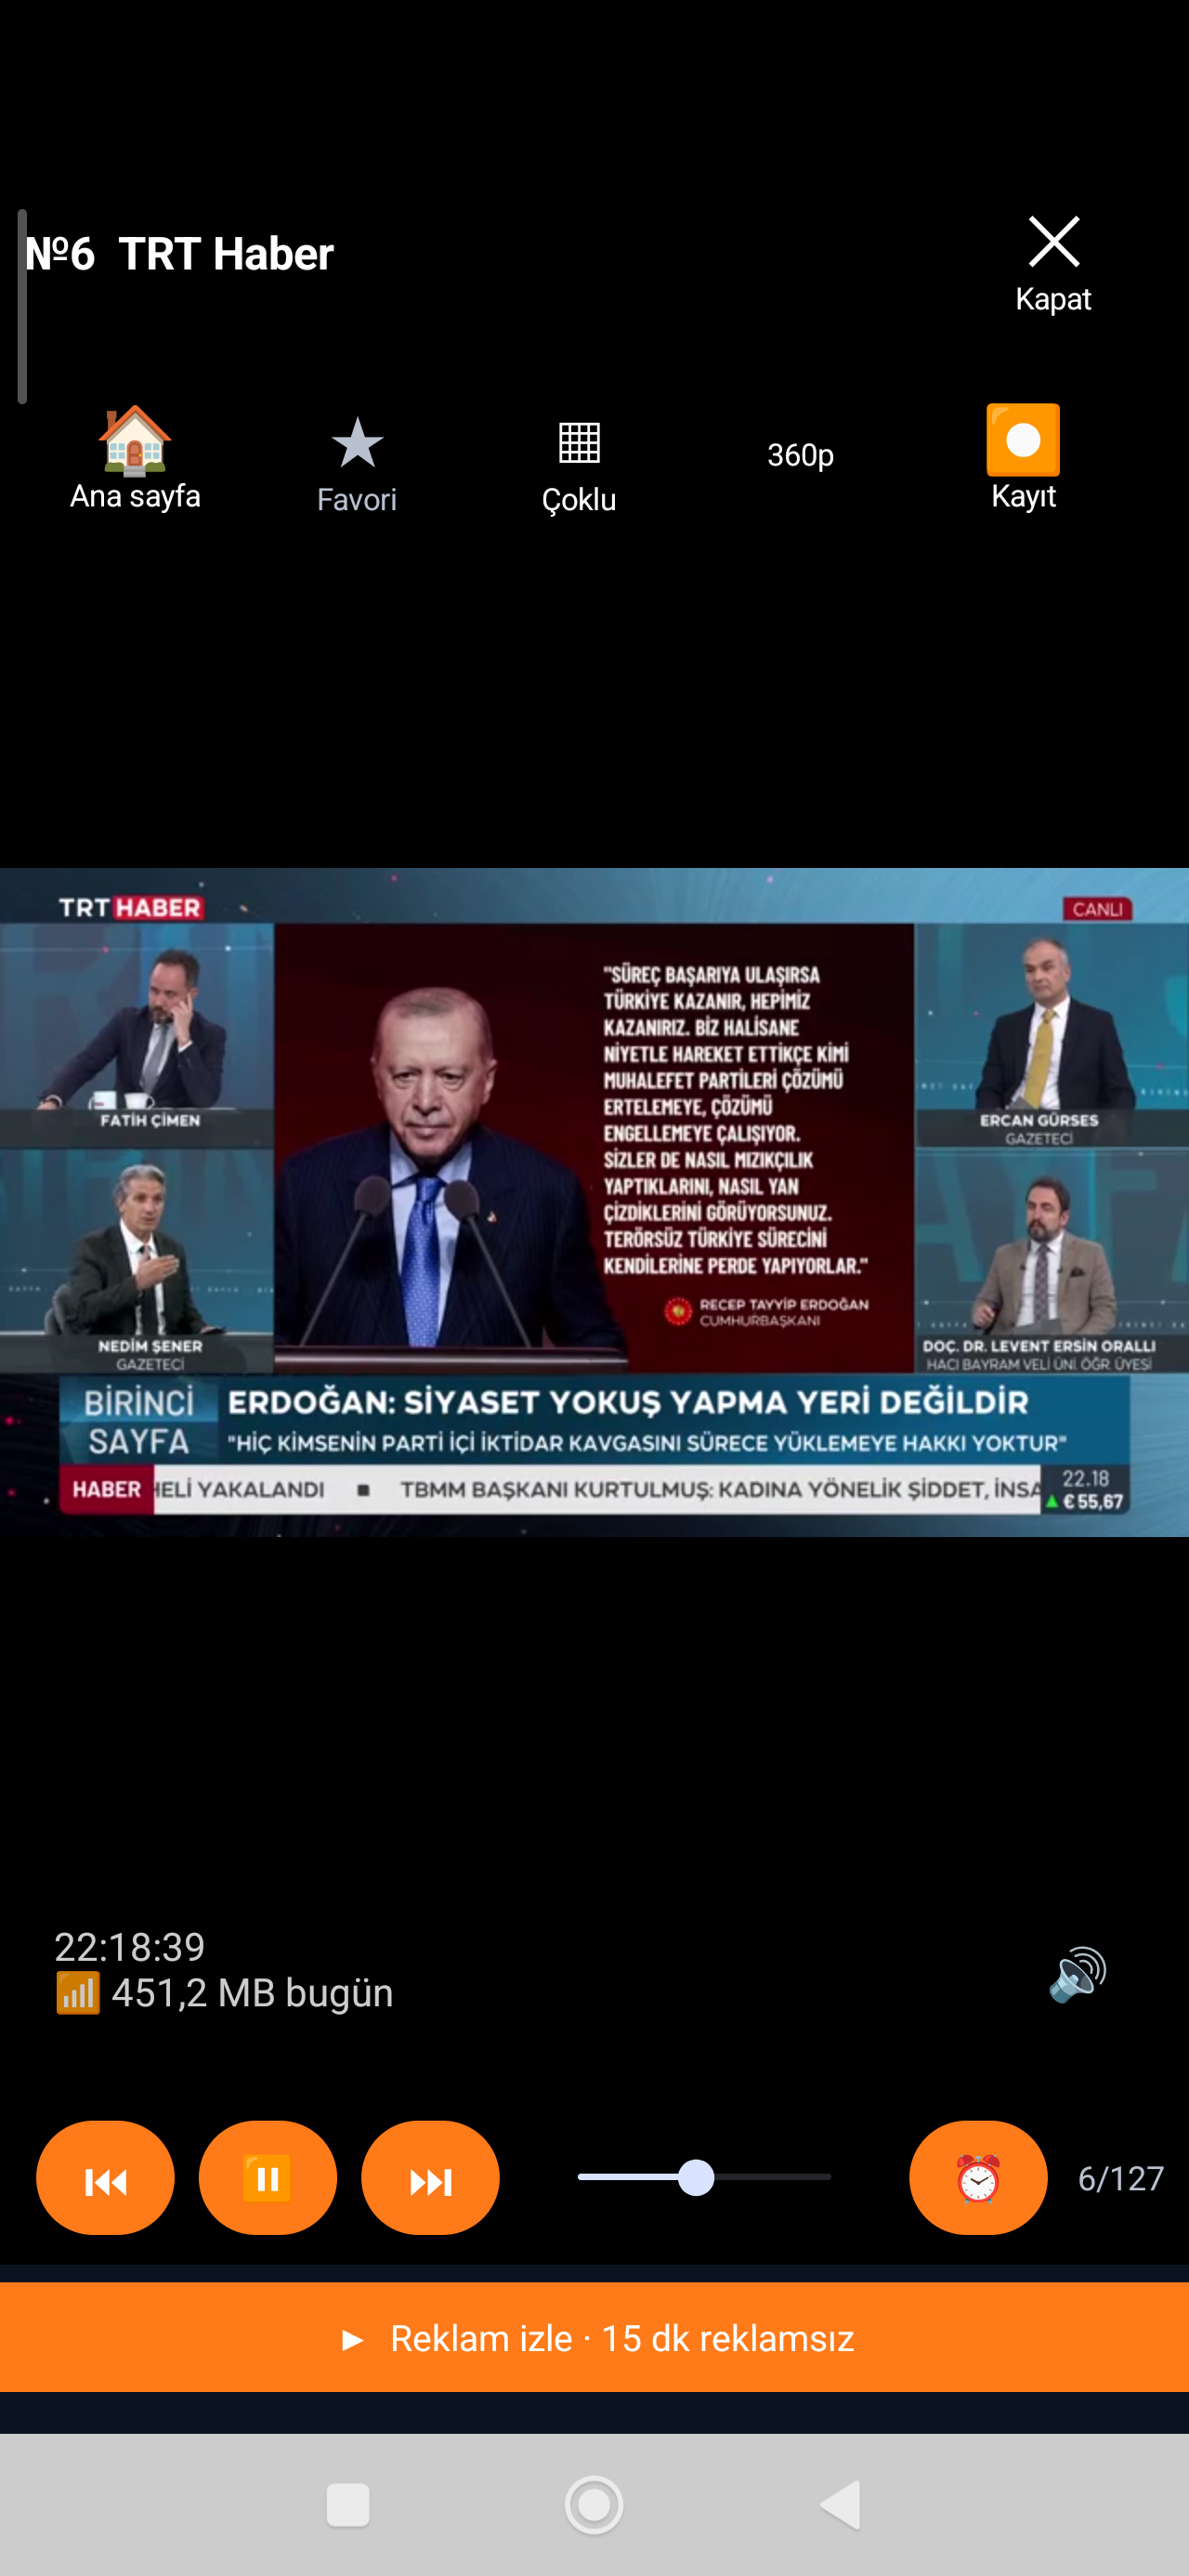 №6 TRT Haber
Kapat
Ana sayfa
Favori
Çoklu
360p
Kayıt
TRT HABER
CANLI
"SÜREÇ BAŞARIYA ULAŞIRSA
TÜRKİYE KAZANIR, HEPİMİZ
KAZANIRIZ. BİZ HALİSANE
NİYETLE HAREKET ETTİKÇE KİMİ
MUHALEFET PARTİLERİ ÇÖZÜMÜ
ERTELEMEYE, ÇÖZÜMÜ
ENGELLEMEYE ÇALIŞIYOR.
SİZLER DE NASIL MIZIKÇILIK
YAPTIKLARINI, NASIL YAN
ÇİZDİKLERİNİ GÖRÜYORSUNUZ.
TERÖRSÜZ TÜRKİYE SÜRECİNİ
KENDİLERİNE PERDE YAPIYORLAR."
RECEP TAYYİP ERDOĞAN
CUMHURBAŞKANI
FATİH ÇİMEN
ERCAN GÜRSES
GAZETECİ
NEDİM ŞENER
GAZETECİ
DOÇ. DR. LEVENT ERSİN ORALLI
HACI BAYRAM VELİ ÜNİ. ÖĞR. ÜYESİ
BİRİNCİ
SAYFA
ERDOĞAN: SİYASET YOKUŞ YAPMA YERİ DEĞİLDİR
"HİÇ KİMSENİN PARTİ İÇİ İKTİDAR KAVGASINI SÜRECE YÜKLEMEYE HAKKI YOKTUR"
HABER HELİ YAKALANDI ■ TBMM BAŞKANI KURTULMUŞ: KADINA YÖNELİK ŞİDDET, İNSA
22.18
▲ € 55,67
22:18:39
451,2 MB bugün
6/127
► Reklam izle · 15 dk reklamsız